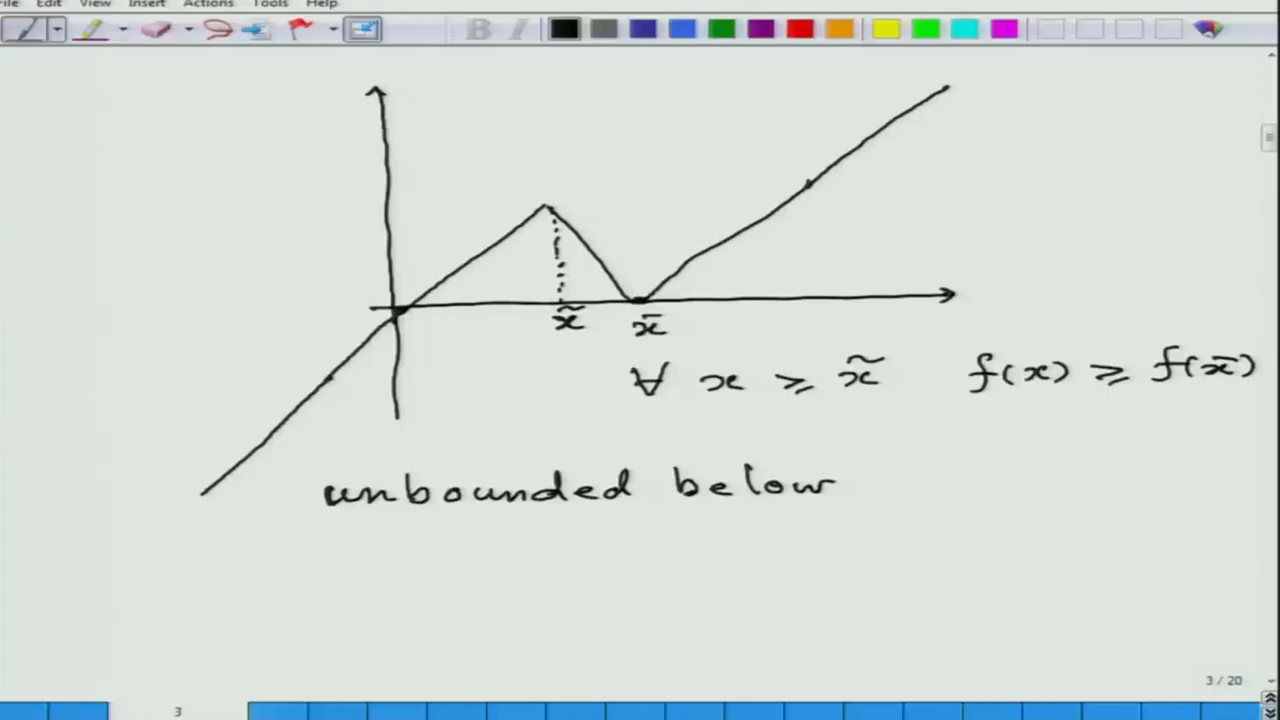 File Edit View Insert Actions Tools Help
B I
x̃ x̄
∀ x ≥ x̃ f(x) ≥ f(x̄)
unbounded below
3 / 20
3